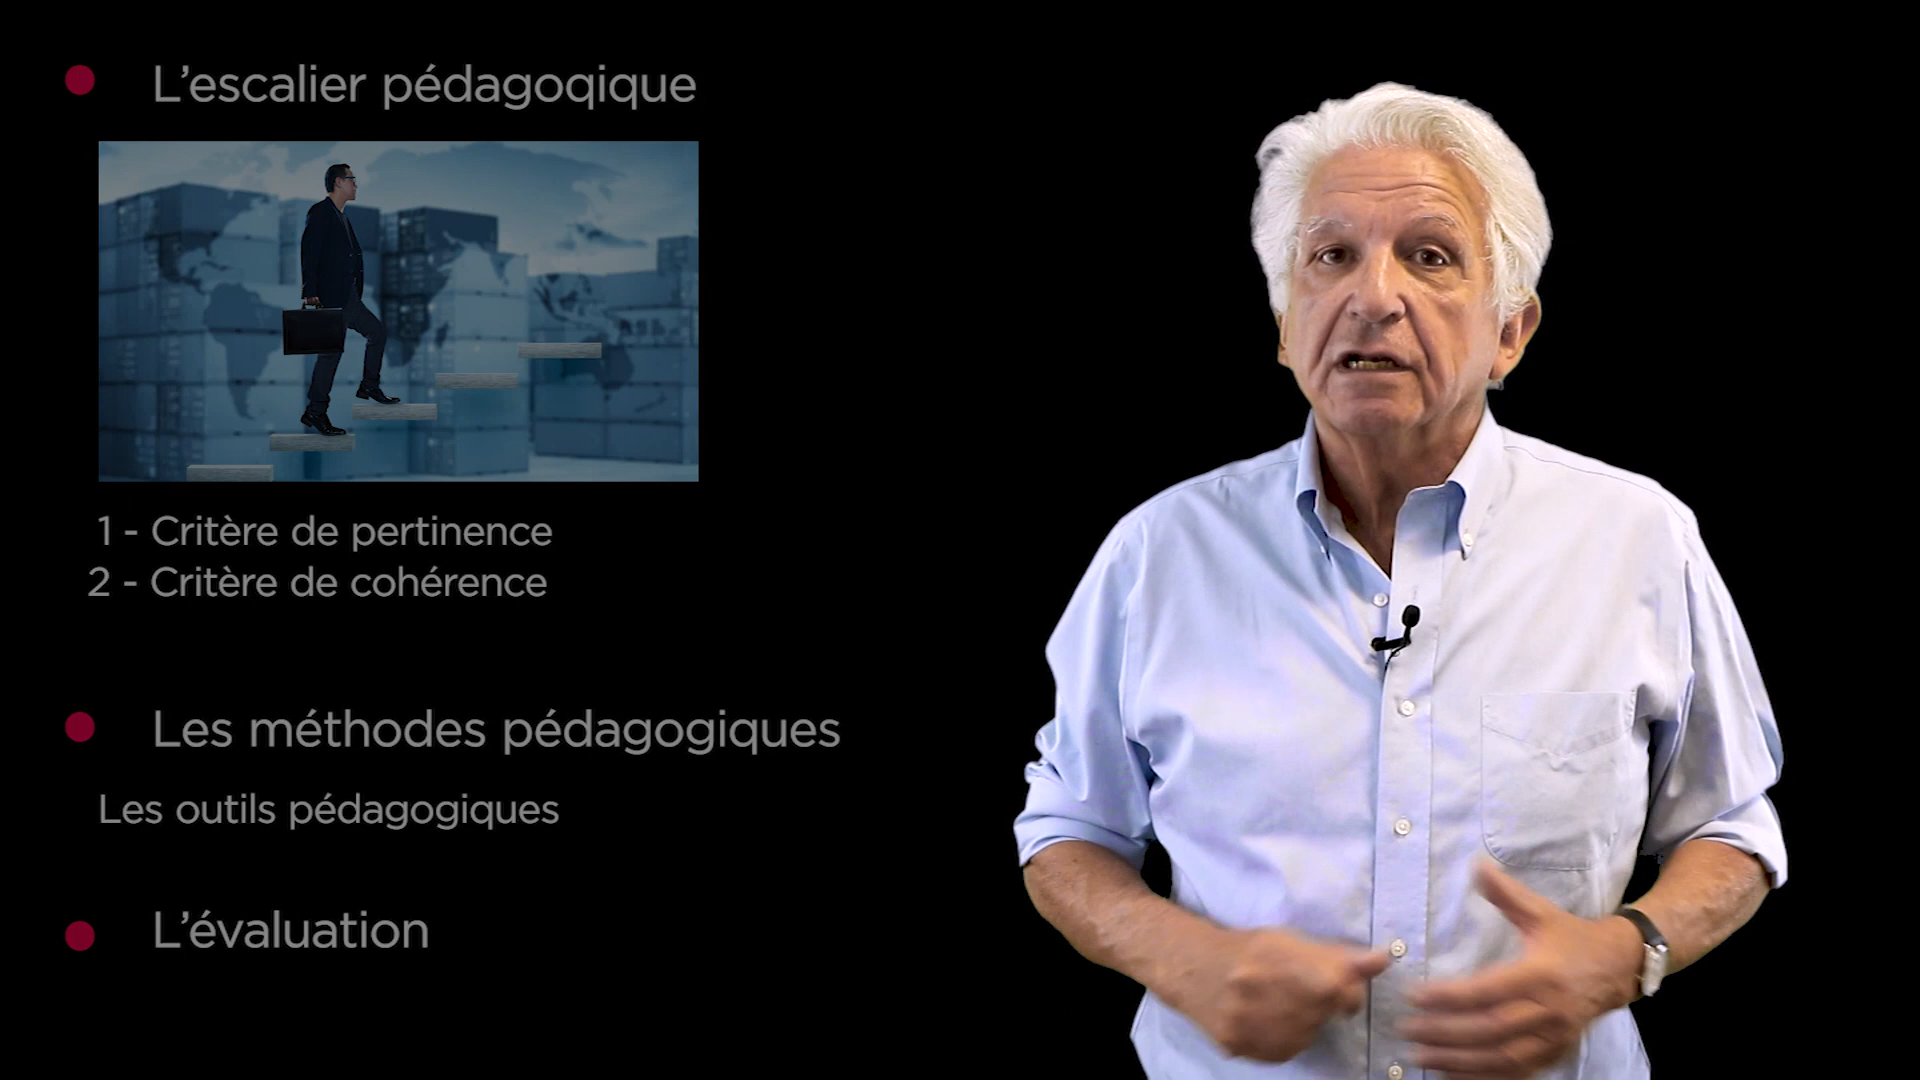 L’escalier pédagoqique
1 - Critère de pertinence
2 - Critère de cohérence
Les méthodes pédagogiques
Les outils pédagogiques
L’évaluation